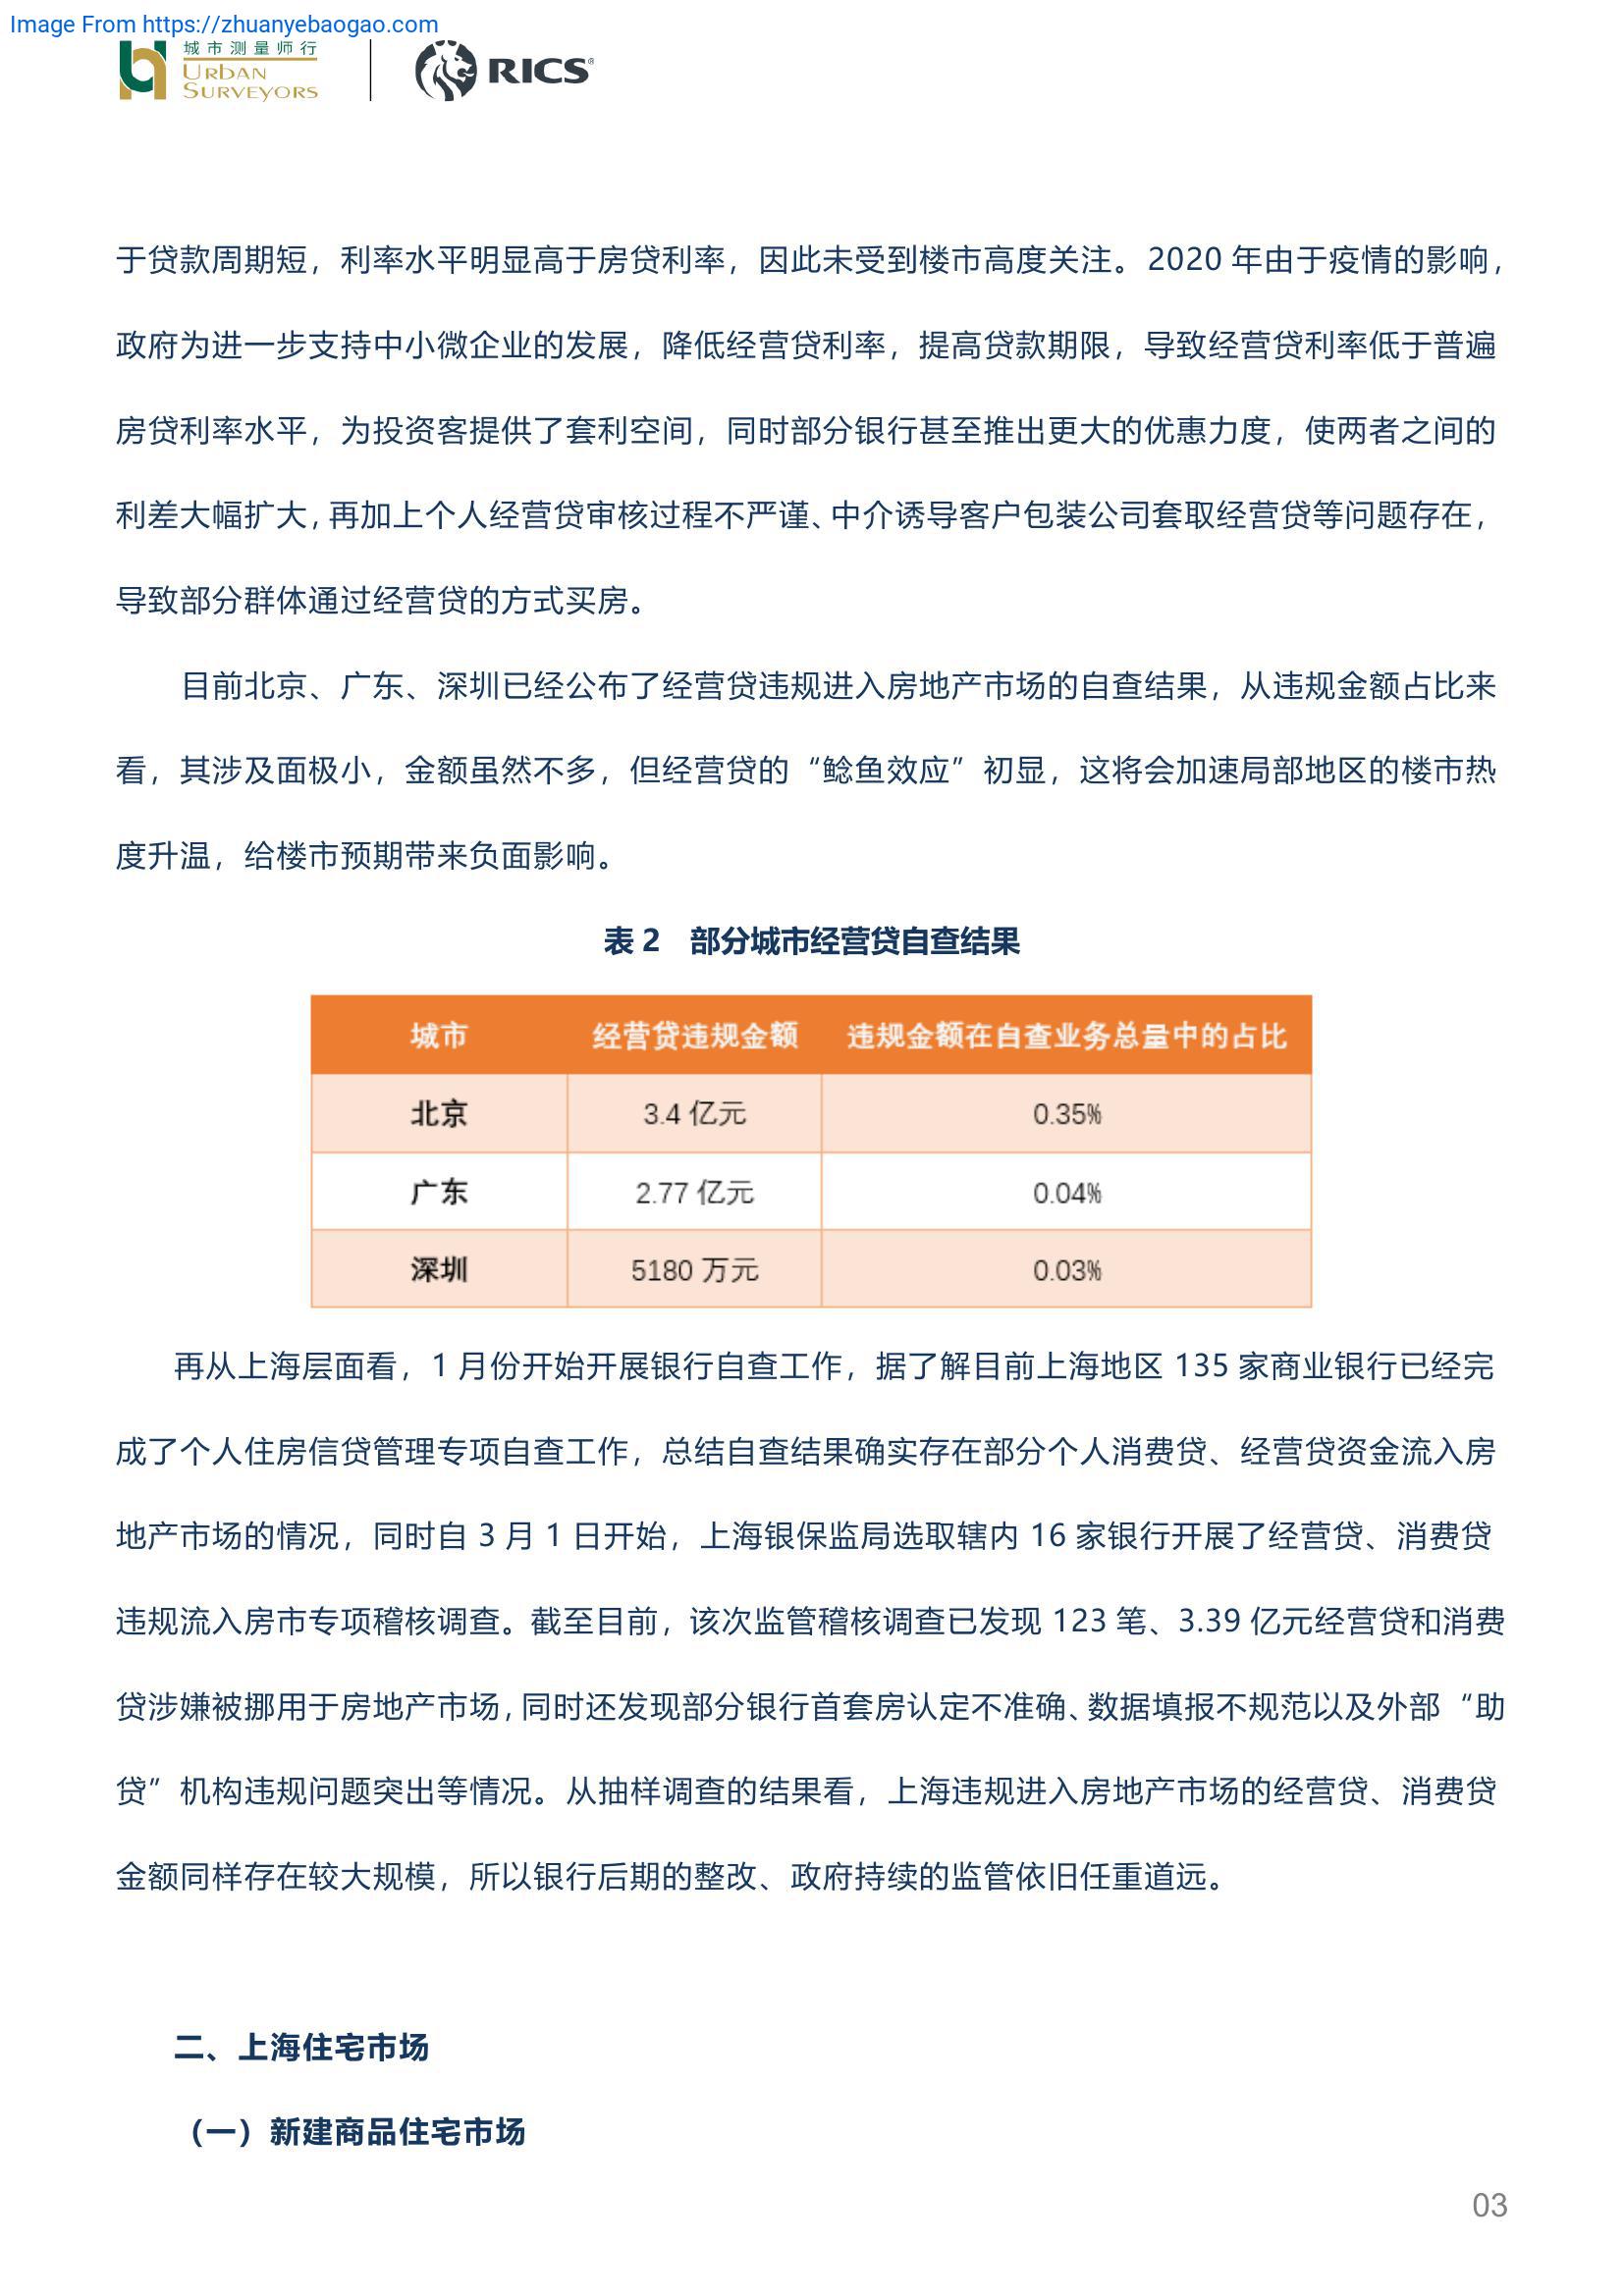 Image From https://zhuanyebaogao.com
城市测量师行
URBAN
SURVEYORS
RICS®
于贷款周期短，利率水平明显高于房贷利率，因此未受到楼市高度关注。2020 年由于疫情的影响，
政府为进一步支持中小微企业的发展，降低经营贷利率，提高贷款期限，导致经营贷利率低于普遍
房贷利率水平，为投资客提供了套利空间，同时部分银行甚至推出更大的优惠力度，使两者之间的
利差大幅扩大，再加上个人经营贷审核过程不严谨、中介诱导客户包装公司套取经营贷等问题存在，
导致部分群体通过经营贷的方式买房。
目前北京、广东、深圳已经公布了经营贷违规进入房地产市场的自查结果，从违规金额占比来
看，其涉及面极小，金额虽然不多，但经营贷的“鲶鱼效应”初显，这将会加速局部地区的楼市热
度升温，给楼市预期带来负面影响。
表 2 部分城市经营贷自查结果
城市 经营贷违规金额 违规金额在自查业务总量中的占比
北京 3.4 亿元 0.35%
广东 2.77 亿元 0.04%
深圳 5180 万元 0.03%
再从上海层面看，1 月份开始开展银行自查工作，据了解目前上海地区 135 家商业银行已经完
成了个人住房信贷管理专项自查工作，总结自查结果确实存在部分个人消费贷、经营贷资金流入房
地产市场的情况，同时自 3 月 1 日开始，上海银保监局选取辖内 16 家银行开展了经营贷、消费贷
违规流入房市专项稽核调查。截至目前，该次监管稽核调查已发现 123 笔、3.39 亿元经营贷和消费
贷涉嫌被挪用于房地产市场，同时还发现部分银行首套房认定不准确、数据填报不规范以及外部“助
贷”机构违规问题突出等情况。从抽样调查的结果看，上海违规进入房地产市场的经营贷、消费贷
金额同样存在较大规模，所以银行后期的整改、政府持续的监管依旧任重道远。
二、上海住宅市场
（一）新建商品住宅市场
03